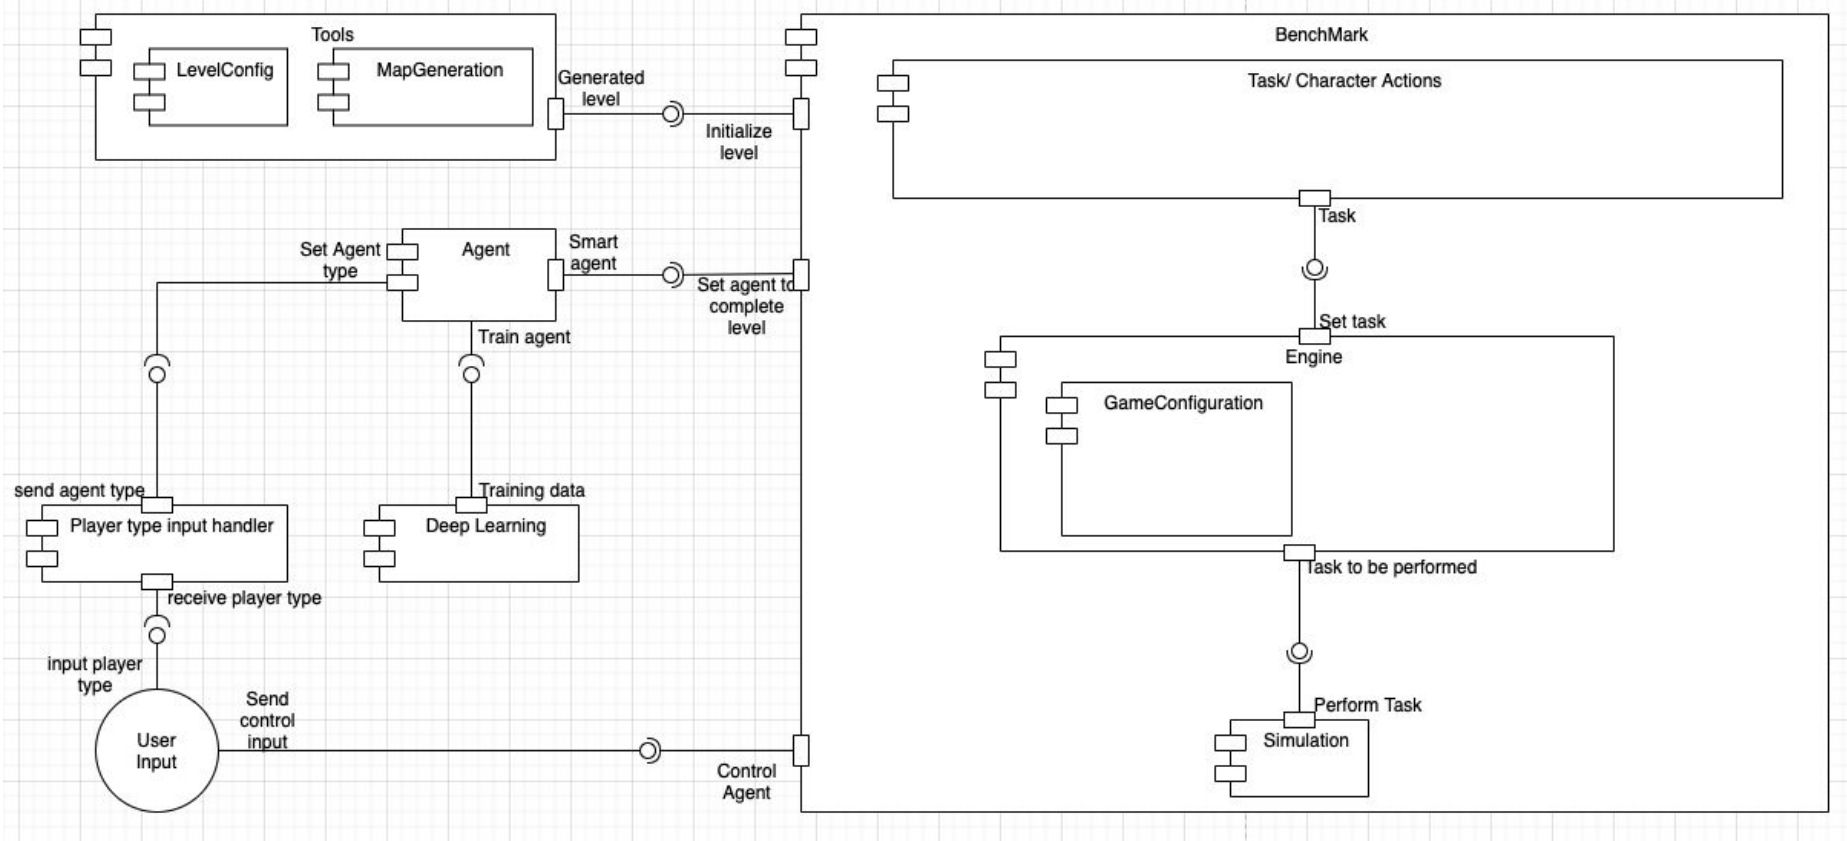 Tools
LevelConfig
MapGeneration
Generated
level
Initialize
level
BenchMark
Task/ Character Actions
Task
Set task
Engine
GameConfiguration
Task to be performed
Perform Task
Simulation
Set Agent
type
Agent
Smart
agent
Set agent to
complete
level
Train agent
send agent type
Player type input handler
receive player type
Training data
Deep Learning
input player
type
User
Input
Send
control
input
Control
Agent